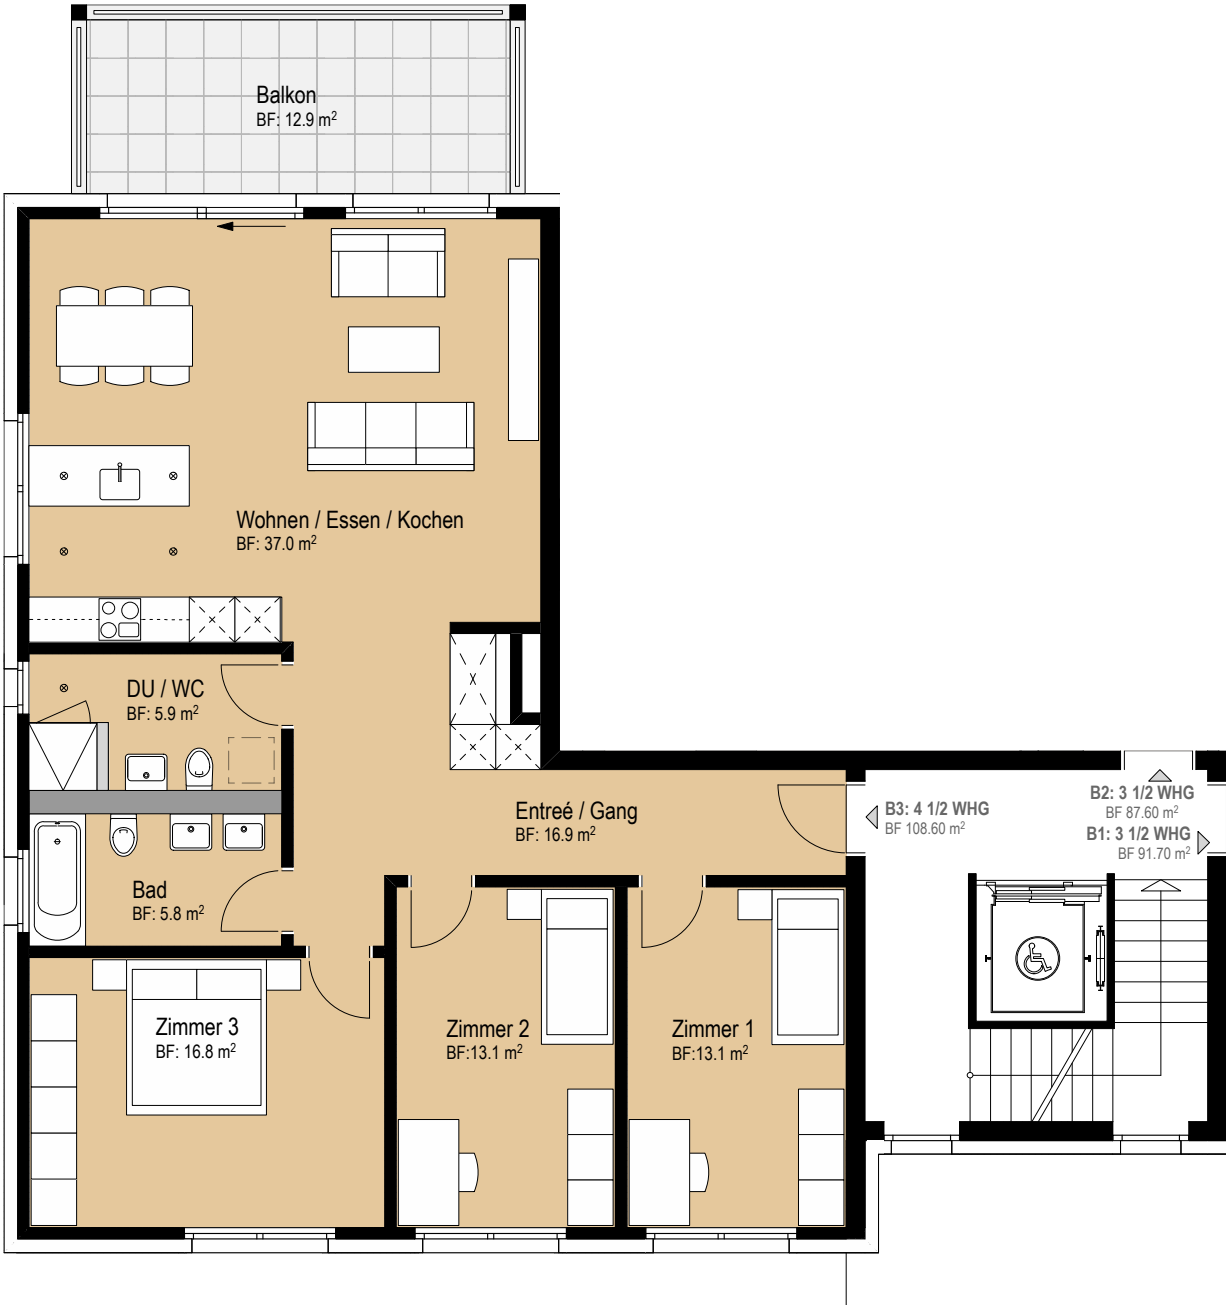 Balkon
BF: 12.9 m²
Wohnen / Essen / Kochen
BF: 37.0 m²
DU / WC
BF: 5.9 m²
Entreé / Gang
BF: 16.9 m²
B3: 4 1/2 WHG
BF 108.60 m²
B2: 3 1/2 WHG
BF 87.60 m²
B1: 3 1/2 WHG
BF 91.70 m²
Bad
BF: 5.8 m²
Zimmer 3
BF: 16.8 m²
Zimmer 2
BF:13.1 m²
Zimmer 1
BF:13.1 m²